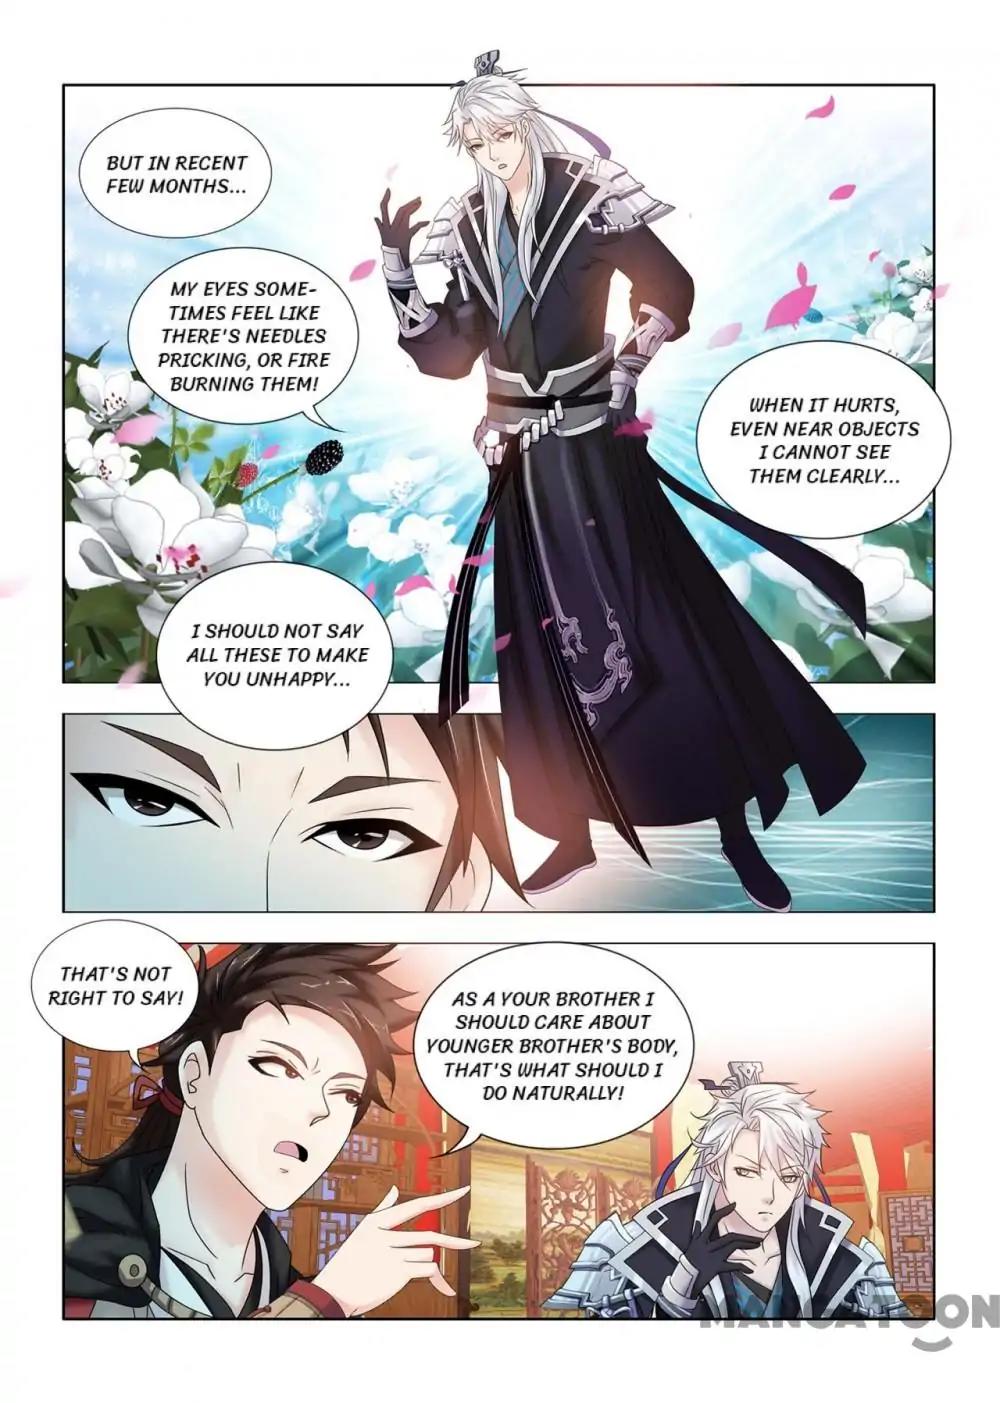 BUT IN RECENT
FEW MONTHS...
MY EYES SOME-
TIMES FEEL LIKE
THERE'S NEEDLES
PRICKING, OR FIRE
BURNING THEM!
WHEN IT HURTS,
EVEN NEAR OBJECTS
I CANNOT SEE
THEM CLEARLY...
I SHOULD NOT SAY
ALL THESE TO MAKE
YOU UNHAPPY...
THAT'S NOT
RIGHT TO SAY!
AS A YOUR BROTHER I
SHOULD CARE ABOUT
YOUNGER BROTHER'S BODY,
THAT'S WHAT SHOULD I
DO NATURALLY!
MANGATOON